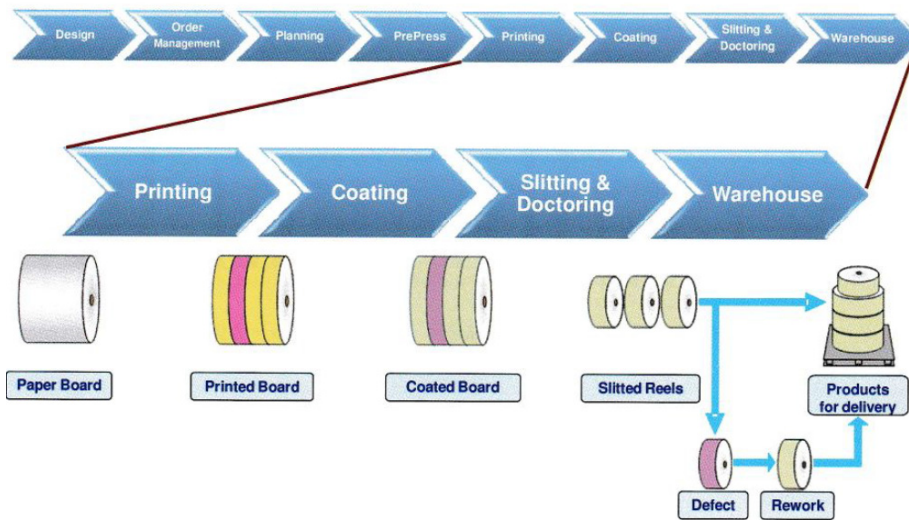 Design
Order
Management
Planning
PrePress
Printing
Coating
Slitting &
Doctoring
Warehouse
Printing
Coating
Slitting &
Doctoring
Warehouse
Paper Board
Printed Board
Coated Board
Slitted Reels
Products
for delivery
Defect
Rework